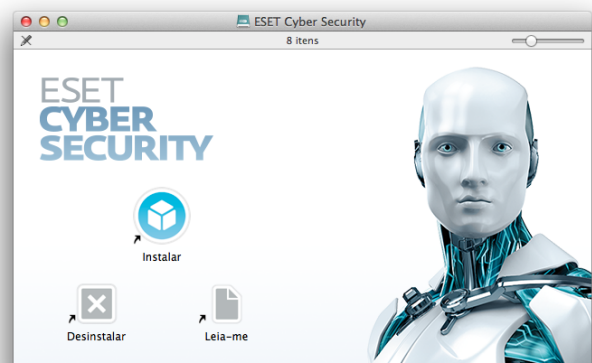 ESET Cyber Security
8 itens
ESET
CYBER
SECURITY
Instalar
Desinstalar
Leia-me